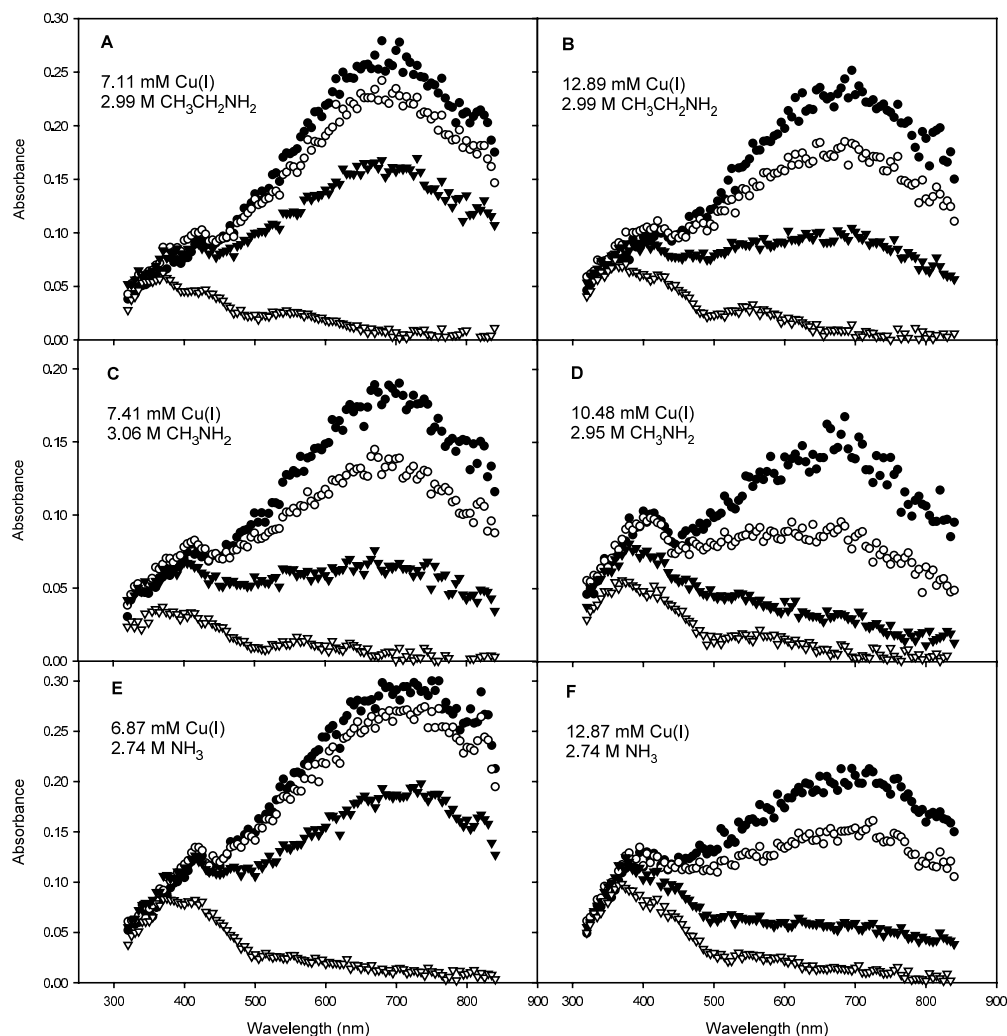 0.30
0.25
0.20
0.15
0.10
0.05
0.00
Absorbance
A
7.11 mM Cu(I)
2.99 M CH₃CH₂NH₂
B
12.89 mM Cu(I)
2.99 M CH₃CH₂NH₂
0.20
0.15
0.10
0.05
0.00
Absorbance
C
7.41 mM Cu(I)
3.06 M CH₃NH₂
D
10.48 mM Cu(I)
2.95 M CH₃NH₂
0.30
0.25
0.20
0.15
0.10
0.05
0.00
Absorbance
E
6.87 mM Cu(I)
2.74 M NH₃
F
12.87 mM Cu(I)
2.74 M NH₃
300 400 500 600 700 800 900 300 400 500 600 700 800 900
Wavelength (nm) Wavelength (nm)